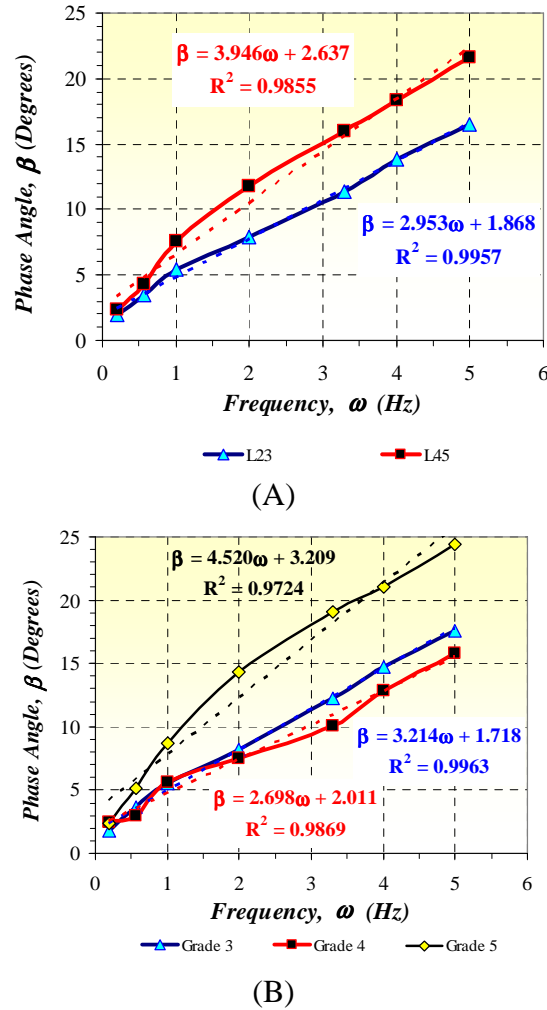 25
20
15
10
5
0
Phase Angle, β (Degrees)
β = 3.946ω + 2.637
R² = 0.9855
β = 2.953ω + 1.868
R² = 0.9957
0 1 2 3 4 5 6
Frequency, ω (Hz)
L23 L45
(A)
25
20
15
10
5
0
Phase Angle, β (Degrees)
β = 4.520ω + 3.209
R² = 0.9724
β = 3.214ω + 1.718
R² = 0.9963
β = 2.698ω + 2.011
R² = 0.9869
0 1 2 3 4 5 6
Frequency, ω (Hz)
Grade 3 Grade 4 Grade 5
(B)